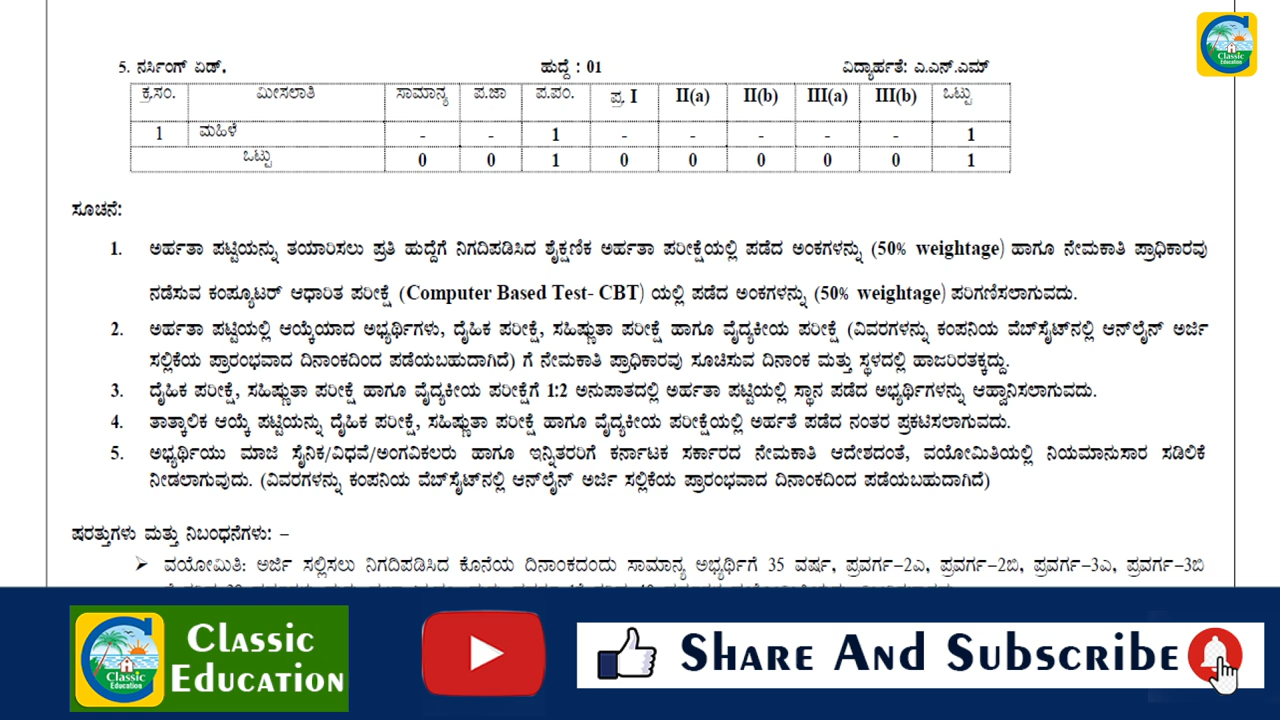 Classic
Education
5. ನರ್ಸಿಂಗ್ ಏಡ್. ಹುದ್ದೆ : 01 ವಿದ್ಯಾರ್ಹತೆ: ಎ.ಎನ್.ಎಮ್
ಕ್ರ.ಸಂ. ಮೀಸಲಾತಿ ಸಾಮಾನ್ಯ ಪ.ಜಾ ಪ.ಪಂ. ಪ್ರ. I II(a) II(b) III(a) III(b) ಒಟ್ಟು
1 ಮಹಿಳೆ - - 1 - - - - - 1
ಒಟ್ಟು 0 0 1 0 0 0 0 0 1
ಸೂಚನೆ:
1. ಅರ್ಹತಾ ಪಟ್ಟಿಯನ್ನು ತಯಾರಿಸಲು ಪ್ರತಿ ಹುದ್ದೆಗೆ ನಿಗದಿಪಡಿಸಿದ ಶೈಕ್ಷಣಿಕ ಅರ್ಹತಾ ಪರೀಕ್ಷೆಯಲ್ಲಿ ಪಡೆದ ಅಂಕಗಳನ್ನು (50% weightage) ಹಾಗೂ ನೇಮಕಾತಿ ಪ್ರಾಧಿಕಾರವು
ನಡೆಸುವ ಕಂಪ್ಯೂಟರ್ ಆಧಾರಿತ ಪರೀಕ್ಷೆ (Computer Based Test- CBT) ಯಲ್ಲಿ ಪಡೆದ ಅಂಕಗಳನ್ನು (50% weightage) ಪರಿಗಣಿಸಲಾಗುವದು.
2. ಅರ್ಹತಾ ಪಟ್ಟಿಯಲ್ಲಿ ಆಯ್ಕೆಯಾದ ಅಭ್ಯರ್ಥಿಗಳು, ದೈಹಿಕ ಪರೀಕ್ಷೆ, ಸಹಿಷ್ಣುತಾ ಪರೀಕ್ಷೆ ಹಾಗೂ ವೈದ್ಯಕೀಯ ಪರೀಕ್ಷೆ (ವಿವರಗಳನ್ನು ಕಂಪನಿಯ ವೆಬ್‌ಸೈಟ್‌ನಲ್ಲಿ ಆನ್‌ಲೈನ್ ಅರ್ಜಿ
ಸಲ್ಲಿಕೆಯ ಪ್ರಾರಂಭವಾದ ದಿನಾಂಕದಿಂದ ಪಡೆಯಬಹುದಾಗಿದೆ) ಗೆ ನೇಮಕಾತಿ ಪ್ರಾಧಿಕಾರವು ಸೂಚಿಸುವ ದಿನಾಂಕ ಮತ್ತು ಸ್ಥಳದಲ್ಲಿ ಹಾಜರಿರತಕ್ಕದ್ದು.
3. ದೈಹಿಕ ಪರೀಕ್ಷೆ, ಸಹಿಷ್ಣುತಾ ಪರೀಕ್ಷೆ ಹಾಗೂ ವೈದ್ಯಕೀಯ ಪರೀಕ್ಷೆಗೆ 1:2 ಅನುಪಾತದಲ್ಲಿ ಅರ್ಹತಾ ಪಟ್ಟಿಯಲ್ಲಿ ಸ್ಥಾನ ಪಡೆದ ಅಭ್ಯರ್ಥಿಗಳನ್ನು ಆಹ್ವಾನಿಸಲಾಗುವದು.
4. ತಾತ್ಕಾಲಿಕ ಆಯ್ಕೆ ಪಟ್ಟಿಯನ್ನು ದೈಹಿಕ ಪರೀಕ್ಷೆ, ಸಹಿಷ್ಣುತಾ ಪರೀಕ್ಷೆ ಹಾಗೂ ವೈದ್ಯಕೀಯ ಪರೀಕ್ಷೆಯಲ್ಲಿ ಅರ್ಹತೆ ಪಡೆದ ನಂತರ ಪ್ರಕಟಿಸಲಾಗುವದು.
5. ಅಭ್ಯರ್ಥಿಯು ಮಾಜಿ ಸೈನಿಕ/ವಿಧವೆ/ಅಂಗವಿಕಲರು ಹಾಗೂ ಇನ್ನಿತರರಿಗೆ ಕರ್ನಾಟಕ ಸರ್ಕಾರದ ನೇಮಕಾತಿ ಆದೇಶದಂತೆ, ವಯೋಮಿತಿಯಲ್ಲಿ ನಿಯಮಾನುಸಾರ ಸಡಿಲಿಕೆ
ನೀಡಲಾಗುವುದು. (ವಿವರಗಳನ್ನು ಕಂಪನಿಯ ವೆಬ್‌ಸೈಟ್‌ನಲ್ಲಿ ಆನ್‌ಲೈನ್ ಅರ್ಜಿ ಸಲ್ಲಿಕೆಯ ಪ್ರಾರಂಭವಾದ ದಿನಾಂಕದಿಂದ ಪಡೆಯಬಹುದಾಗಿದೆ)
ಷರತ್ತುಗಳು ಮತ್ತು ನಿಬಂಧನೆಗಳು: –
➢ ವಯೋಮಿತಿ: ಅರ್ಜಿ ಸಲ್ಲಿಸಲು ನಿಗದಿಪಡಿಸಿದ ಕೊನೆಯ ದಿನಾಂಕದಂದು ಸಾಮಾನ್ಯ ಅಭ್ಯರ್ಥಿಗೆ 35 ವರ್ಷ, ಪ್ರವರ್ಗ-2ಎ, ಪ್ರವರ್ಗ-2ಬಿ, ಪ್ರವರ್ಗ-3ಎ, ಪ್ರವರ್ಗ-3ಬಿ
Classic
Education
Classic
Education
Share And Subscribe